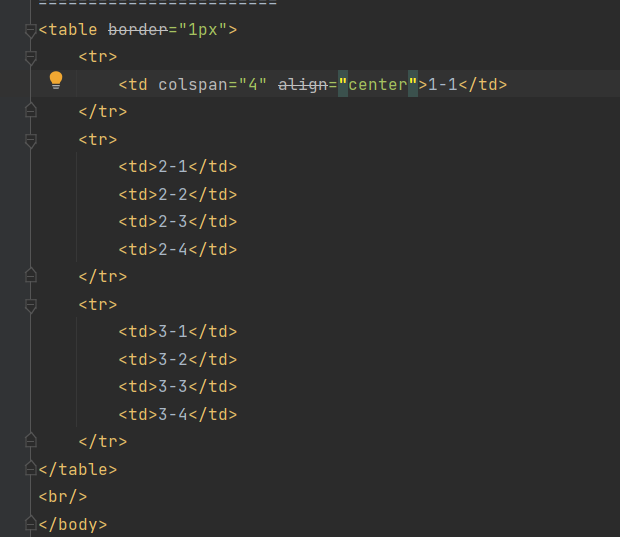 =========================
<table border="1px">
    <tr>
        <td colspan="4" align="center">1-1</td>
    </tr>
    <tr>
        <td>2-1</td>
        <td>2-2</td>
        <td>2-3</td>
        <td>2-4</td>
    </tr>
    <tr>
        <td>3-1</td>
        <td>3-2</td>
        <td>3-3</td>
        <td>3-4</td>
    </tr>
</table>
<br/>
</body>